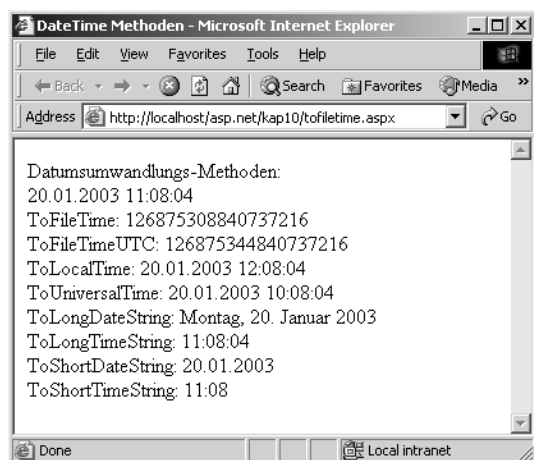 DateTime Methoden - Microsoft Internet Explorer
File Edit View Favorites Tools Help
Back Search Favorites Media »
Address http://localhost/asp.net/kap10/tofiletime.aspx Go
Datumsumwandlungs-Methoden:
20.01.2003 11:08:04
ToFileTime: 126875308840737216
ToFileTimeUTC: 126875344840737216
ToLocalTime: 20.01.2003 12:08:04
ToUniversalTime: 20.01.2003 10:08:04
ToLongDateString: Montag, 20. Januar 2003
ToLongTimeString: 11:08:04
ToShortDateString: 20.01.2003
ToShortTimeString: 11:08
Done Local intranet